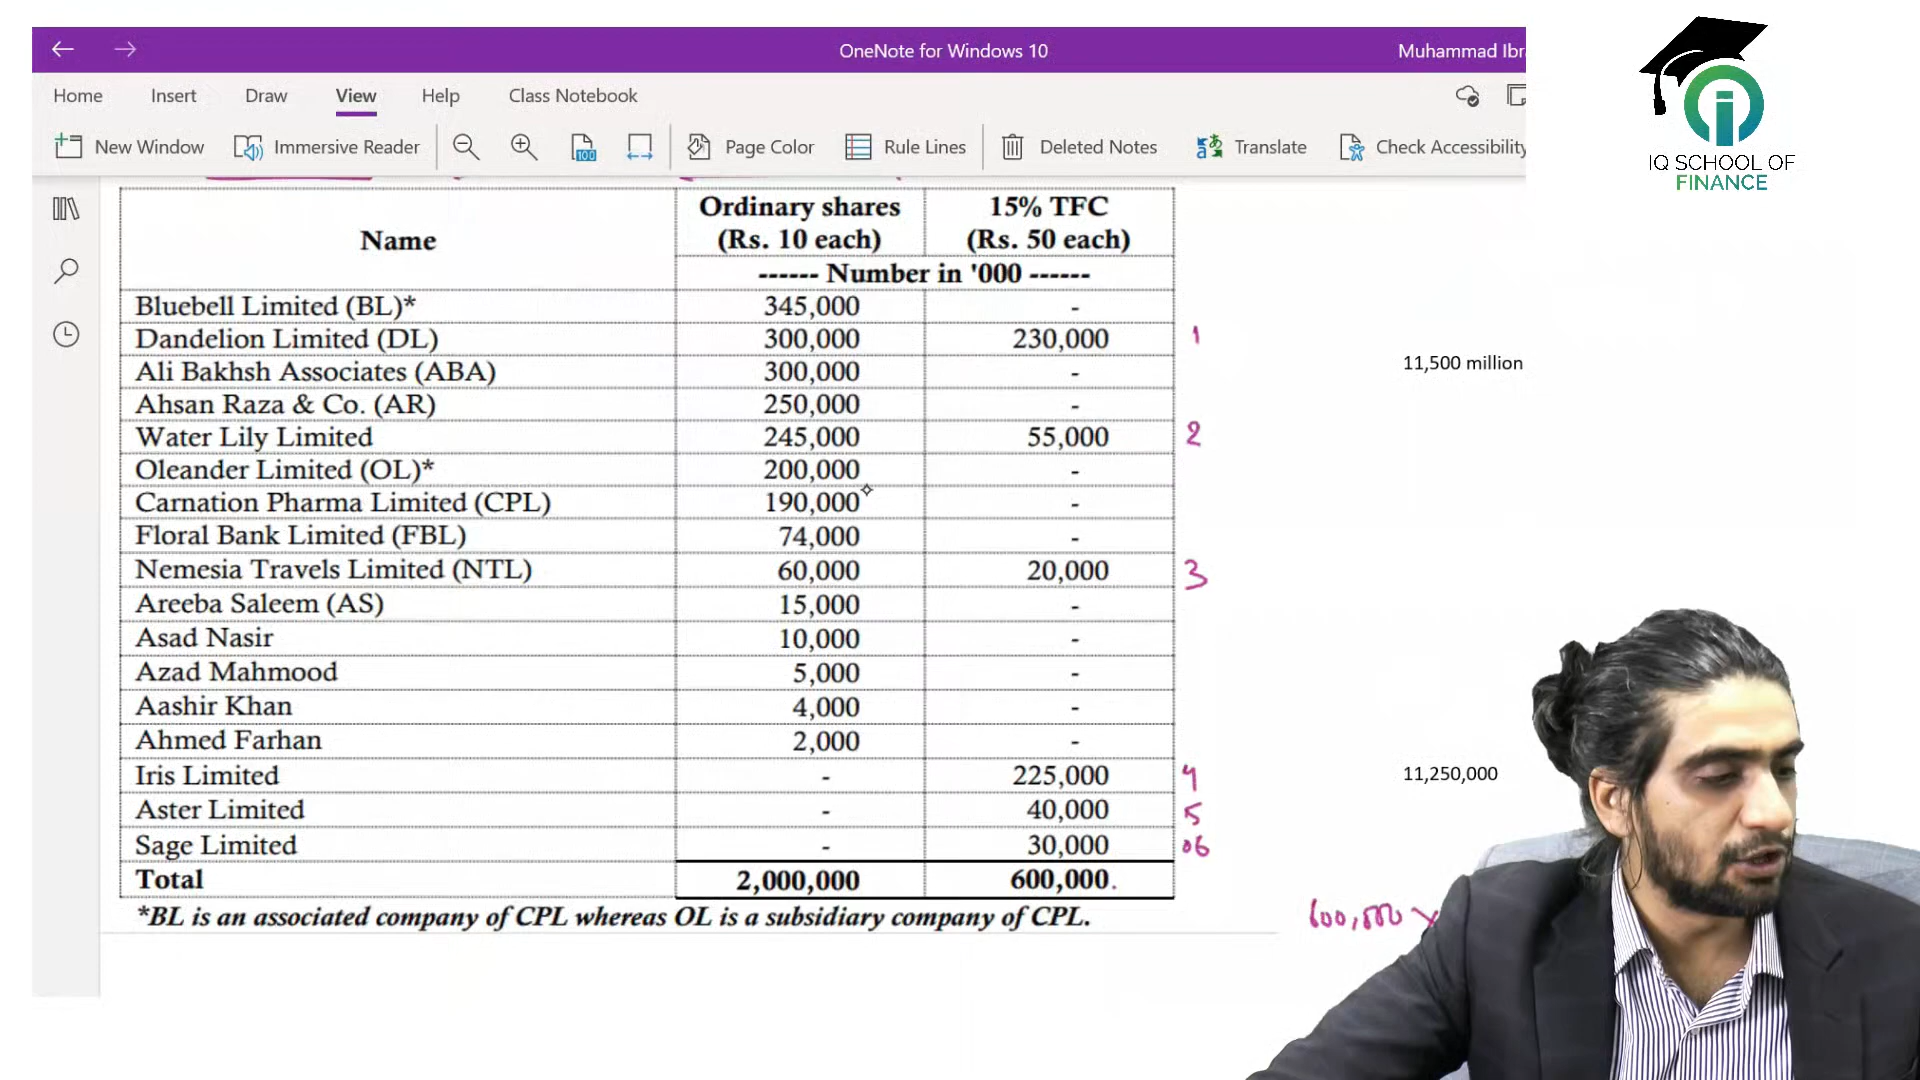 OneNote for Windows 10
Muhammad Ibr
Home Insert Draw View Help Class Notebook
New Window Immersive Reader Page Color Rule Lines Deleted Notes Translate Check Accessibility
IQ SCHOOL OF
FINANCE
Name Ordinary shares 15% TFC
(Rs. 10 each) (Rs. 50 each)
------ Number in '000 ------
Bluebell Limited (BL)* 345,000 -
Dandelion Limited (DL) 300,000 230,000 1
11,500 million
Ali Bakhsh Associates (ABA) 300,000 -
Ahsan Raza & Co. (AR) 250,000 -
Water Lily Limited 245,000 55,000 2
Oleander Limited (OL)* 200,000 -
Carnation Pharma Limited (CPL) 190,000 -
Floral Bank Limited (FBL) 74,000 -
Nemesia Travels Limited (NTL) 60,000 20,000 3
Areeba Saleem (AS) 15,000 -
Asad Nasir 10,000 -
Azad Mahmood 5,000 -
Aashir Khan 4,000 -
Ahmed Farhan 2,000 -
Iris Limited - 225,000 4 11,250,000
Aster Limited - 40,000 5
Sage Limited - 30,000 06
Total 2,000,000 600,000
*BL is an associated company of CPL whereas OL is a subsidiary company of CPL.
600,000 x